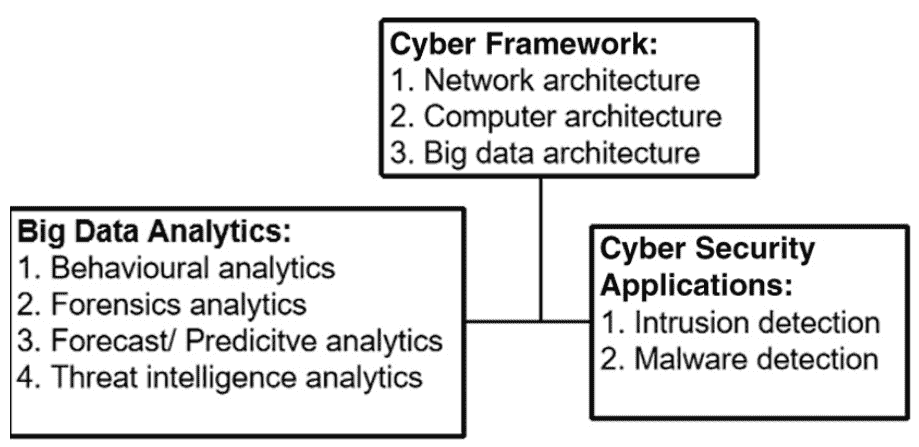 Cyber Framework:
1. Network architecture
2. Computer architecture
3. Big data architecture
Big Data Analytics:
1. Behavioural analytics
2. Forensics analytics
3. Forecast/ Predicitve analytics
4. Threat intelligence analytics
Cyber Security
Applications:
1. Intrusion detection
2. Malware detection